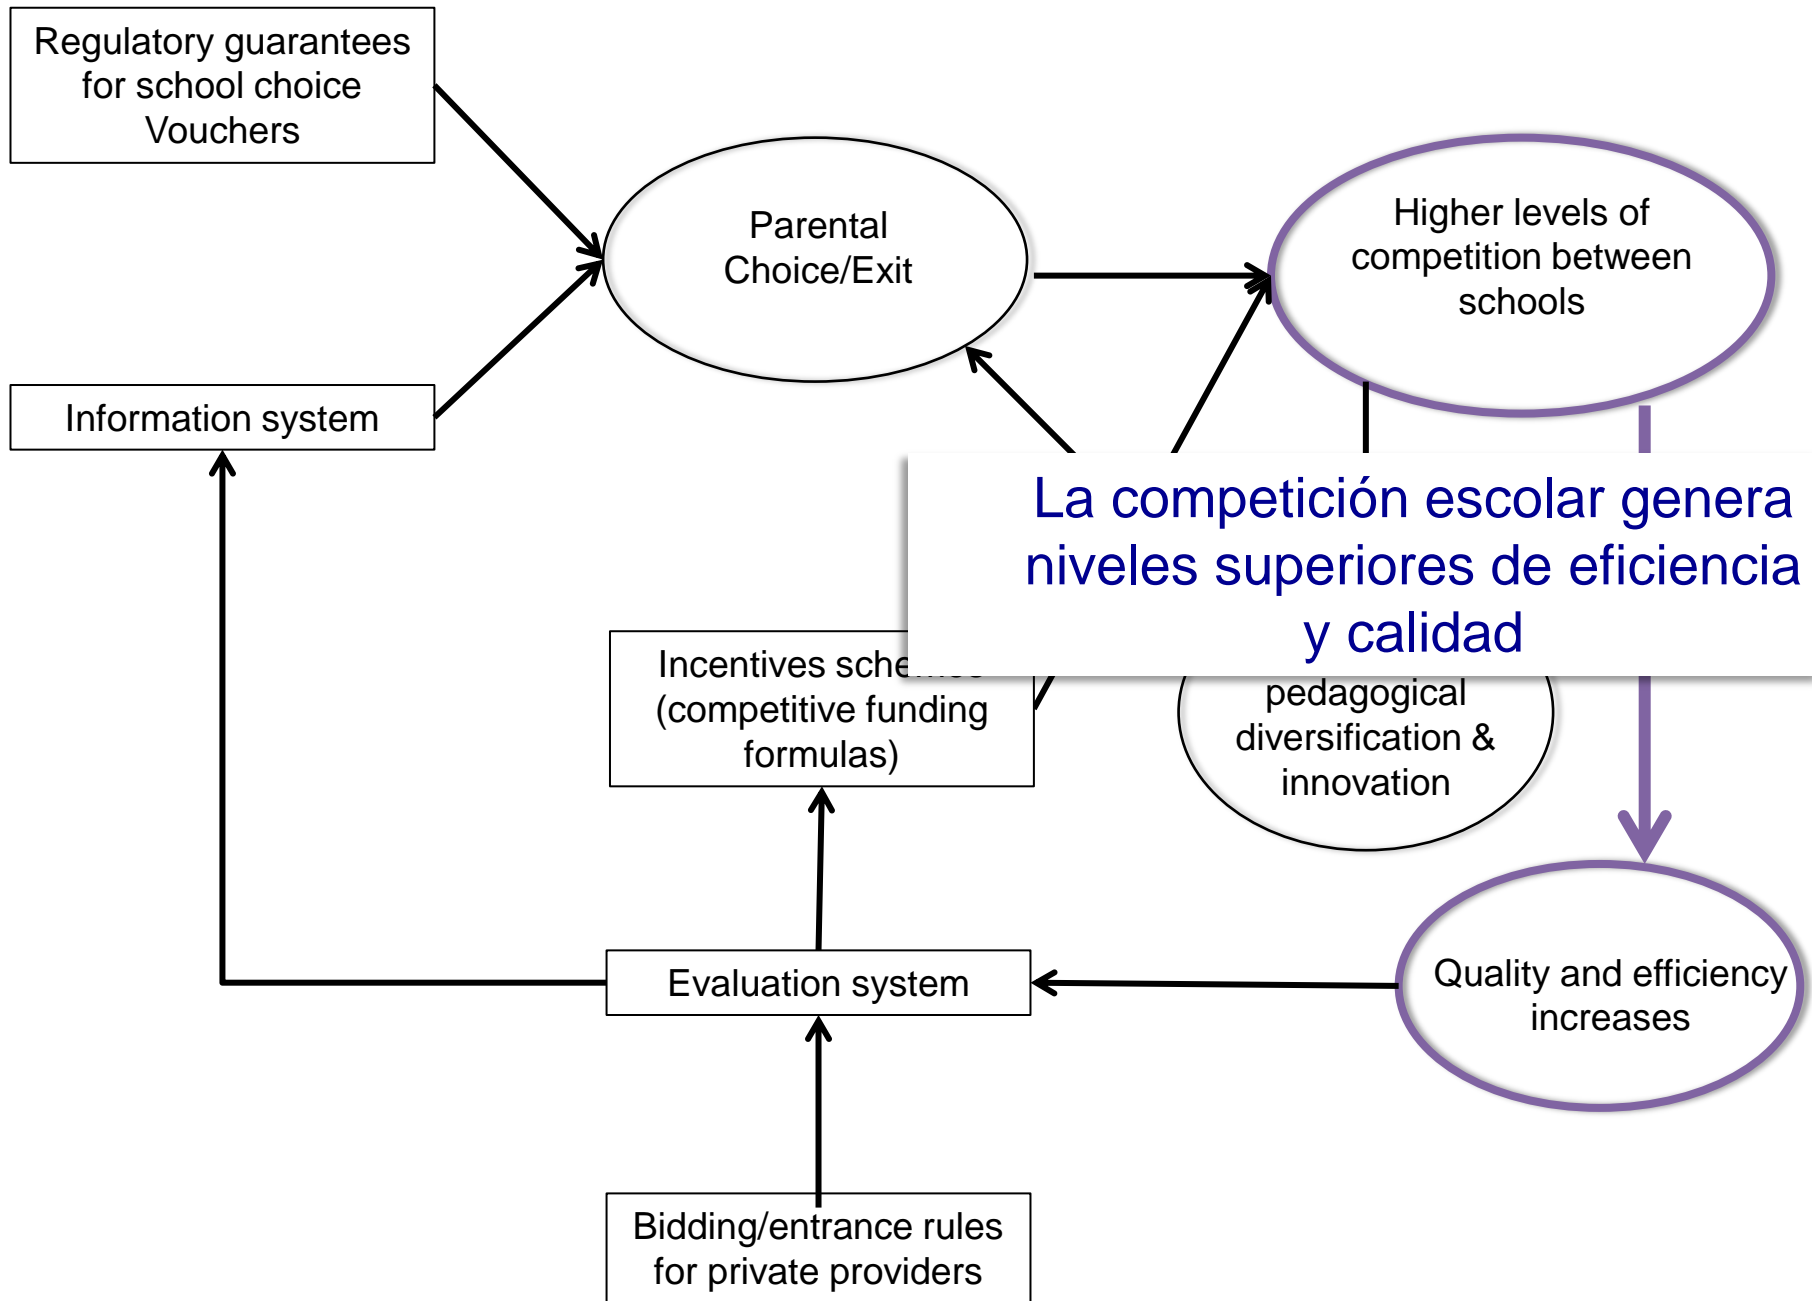 Regulatory guarantees
for school choice
Vouchers
Parental
Choice/Exit
Higher levels of
competition between
schools
Information system
La competición escolar genera
niveles superiores de eficiencia
y calidad
Incentives schemes
(competitive funding
formulas)
pedagogical
diversification &
innovation
Evaluation system
Quality and efficiency
increases
Bidding/entrance rules
for private providers